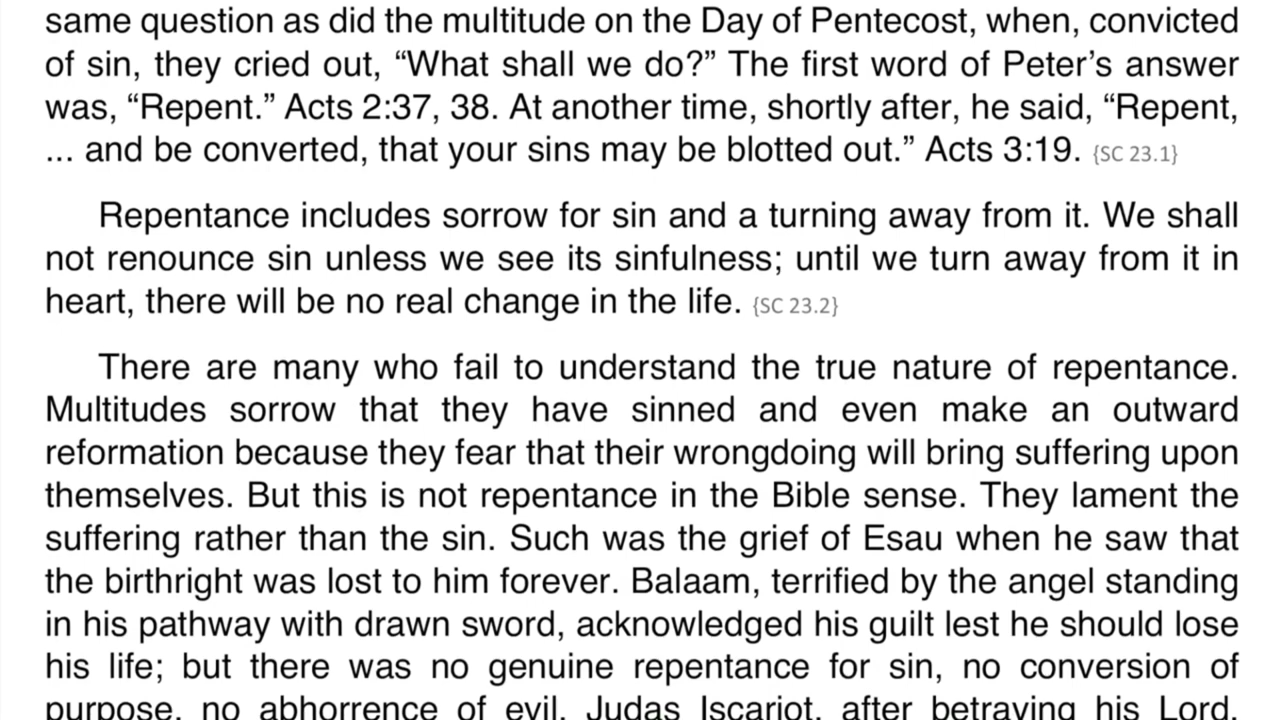 same question as did the multitude on the Day of Pentecost, when, convicted
of sin, they cried out, “What shall we do?” The first word of Peter’s answer
was, “Repent.” Acts 2:37, 38. At another time, shortly after, he said, “Repent,
... and be converted, that your sins may be blotted out.” Acts 3:19. {SC 23.1}
Repentance includes sorrow for sin and a turning away from it. We shall
not renounce sin unless we see its sinfulness; until we turn away from it in
heart, there will be no real change in the life. {SC 23.2}
There are many who fail to understand the true nature of repentance.
Multitudes sorrow that they have sinned and even make an outward
reformation because they fear that their wrongdoing will bring suffering upon
themselves. But this is not repentance in the Bible sense. They lament the
suffering rather than the sin. Such was the grief of Esau when he saw that
the birthright was lost to him forever. Balaam, terrified by the angel standing
in his pathway with drawn sword, acknowledged his guilt lest he should lose
his life; but there was no genuine repentance for sin, no conversion of
purpose, no abhorrence of evil. Judas Iscariot, after betraying his Lord,